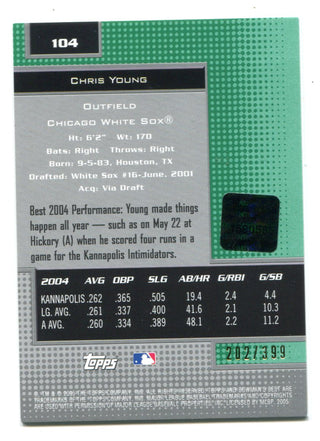 104
CHRIS YOUNG
OUTFIELD
CHICAGO WHITE SOX®
Ht: 6'2" Wt: 170
Bats: Right Throws: Right
Born: 9-5-83, Houston, TX
Drafted: White Sox #16-June, 2001
Acq: Via Draft
Best 2004 Performance: Young made things
happen all year — such as on May 22 at
Hickory (A) when he scored four runs in a
game for the Kannapolis Intimidators.
2004 AVG OBP SLG AB/HR G/RBI G/SB
KANNAPOLIS .262 .365 .505 19.4 2.4 4.4
LG. AVG .261 .337 .400 41.6 2.1 10.3
A AVG .260 .334 .389 48.1 2.2 11.2
Topps
202/399